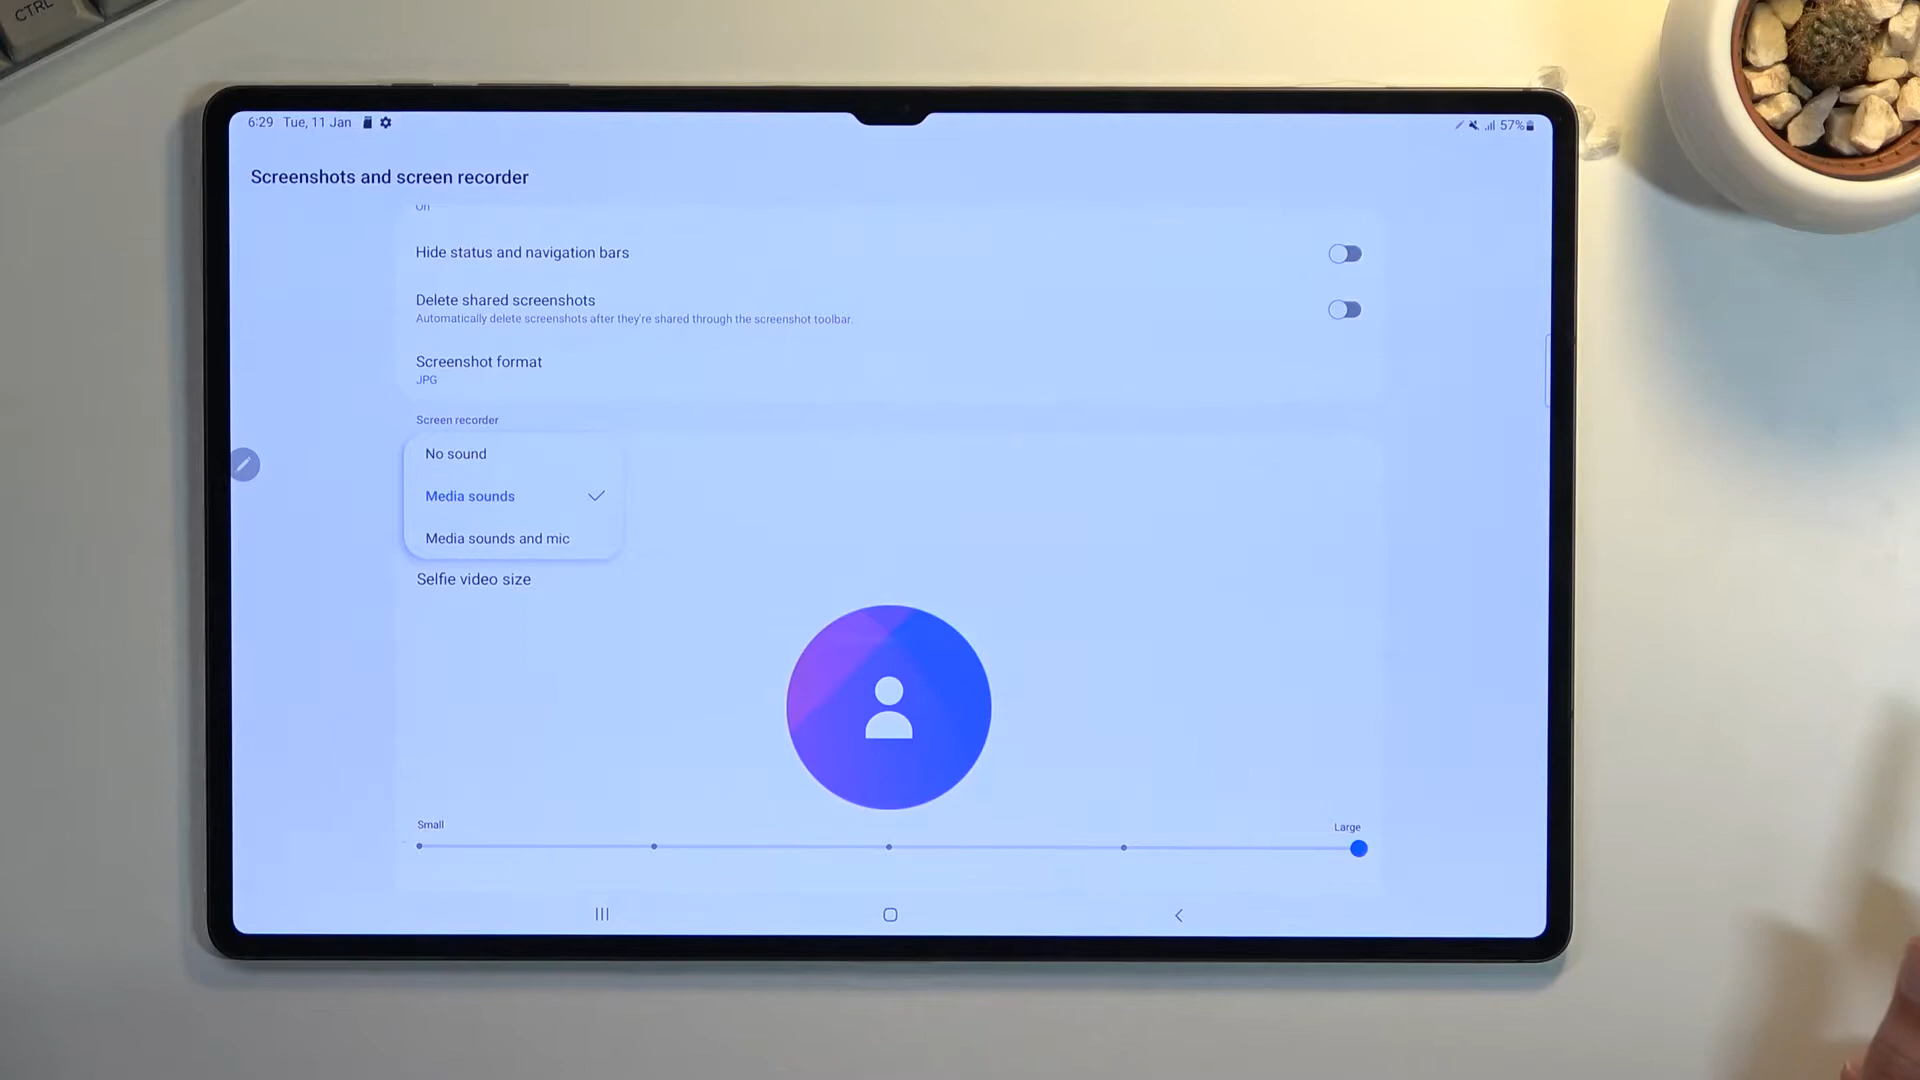 CTRL
6:29 Tue, 11 Jan
57%
Screenshots and screen recorder
On
Hide status and navigation bars
Delete shared screenshots
Automatically delete screenshots after they're shared through the screenshot toolbar.
Screenshot format
JPG
Screen recorder
No sound
Media sounds
Media sounds and mic
Selfie video size
Small
Large